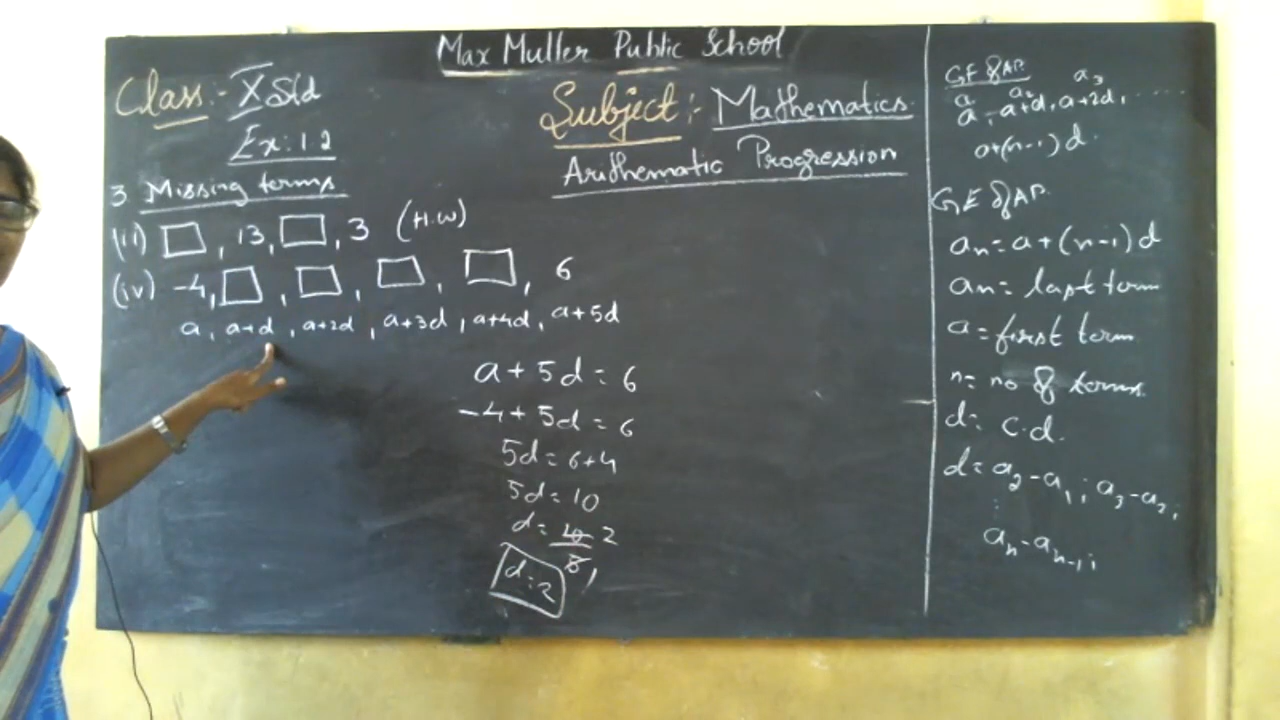 Max Muller Public School
Class:- X Std
Subject:- Mathematics
Ex: 1.2
Arithematic Progression
3 Missing terms
(ii) □, 13, □, 3 (H.W)
(iv) -4, □, □, □, □, 6
a, a+d, a+2d, a+3d, a+4d, a+5d
a + 5d = 6
-4 + 5d = 6
5d = 6+4
5d = 10
d = 10/5 2
1
d = 2
GF of AP.
a a2 a3
a, a+d, a+2d, .....
a+(n-1)d.
GE of AP.
an = a + (n-1) d
an = last term
a = first term
n = no of terms.
d = c.d.
d = a2-a1; a3-a2,
an-an-1;